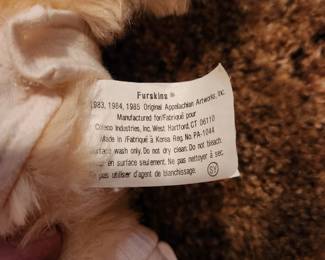 Furskins ®
1983, 1984, 1985 Original Appalachian Artworks, Inc.
Manufactured for/Fabriqué pour
Coleco Industries, Inc. West Hartford, CT 06110
Made in /Fabriqué à Korea Reg. No. PA-1044
Surface wash only. Do not dry clean. Do not bleach.
en surface seulement. Ne pas nettoyer à sec.
Ne pas utiliser d'agent de blanchissage.
SY